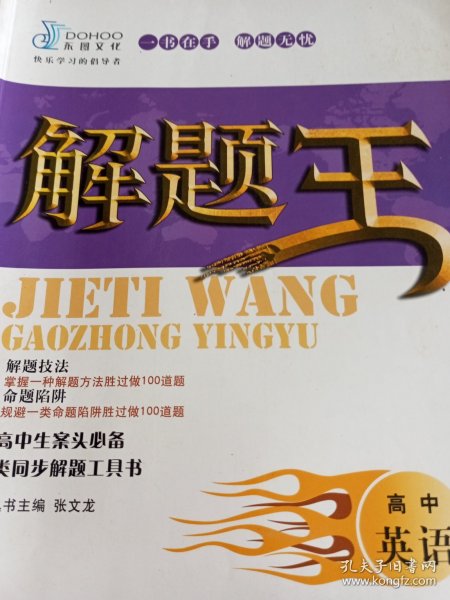 DOHOO
东图文化
快乐学习的倡导者
一书在手 解题无忧
解题王
JIETI WANG
GAOZHONG YINGYU
解题技法
掌握一种解题方法胜过做100道题
命题陷阱
规避一类命题陷阱胜过做100道题
高中生案头必备
类同步解题工具书
书主编 张文龙
高中
英语
孔夫子旧书网
www.kongfz.com